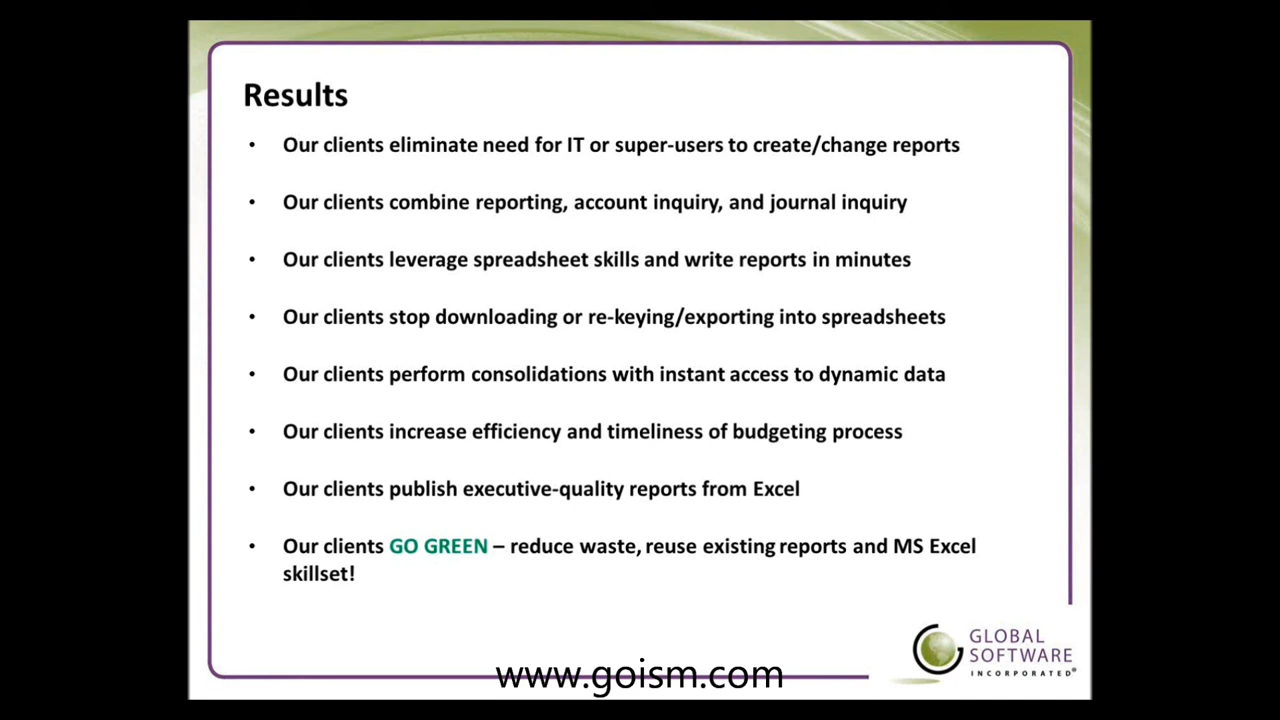 Results
• Our clients eliminate need for IT or super-users to create/change reports
• Our clients combine reporting, account inquiry, and journal inquiry
• Our clients leverage spreadsheet skills and write reports in minutes
• Our clients stop downloading or re-keying/exporting into spreadsheets
• Our clients perform consolidations with instant access to dynamic data
• Our clients increase efficiency and timeliness of budgeting process
• Our clients publish executive-quality reports from Excel
• Our clients GO GREEN – reduce waste, reuse existing reports and MS Excel
skillset!
GLOBAL
SOFTWARE
INCORPORATED®
www.goism.com